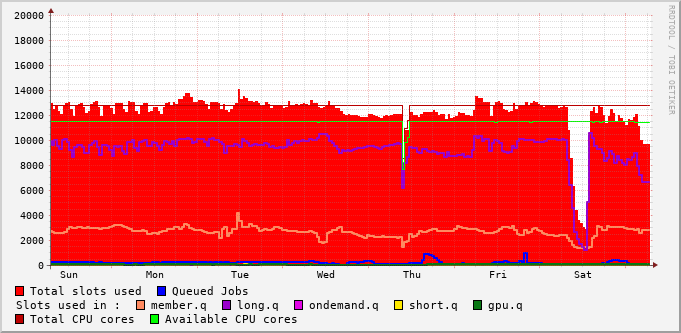 20000
18000
16000
14000
12000
10000
8000
6000
4000
2000
0
Sun Mon Tue Wed Thu Fri Sat
RRDTOOL / TOBI OETIKER
Total slots used Queued Jobs
Slots used in : member.q long.q ondemand.q short.q gpu.q
Total CPU cores Available CPU cores